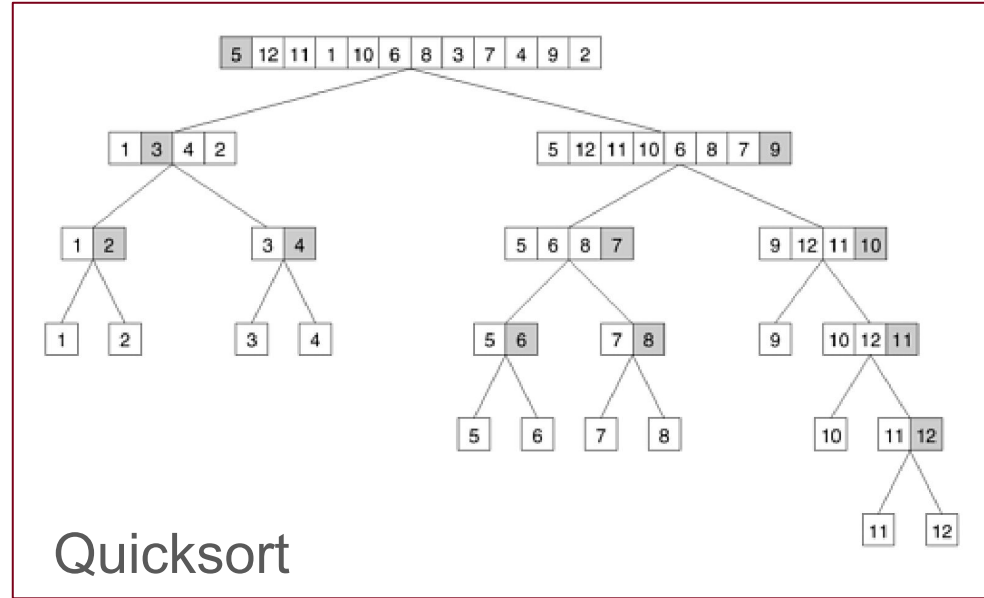 5 12 11 1 10 6 8 3 7 4 9 2
1 3 4 2 5 12 11 10 6 8 7 9
1 2 3 4 5 6 8 7 9 12 11 10
1 2 3 4 5 6 7 8 9 10 12 11
5 6 7 8 10 11 12
11 12
Quicksort